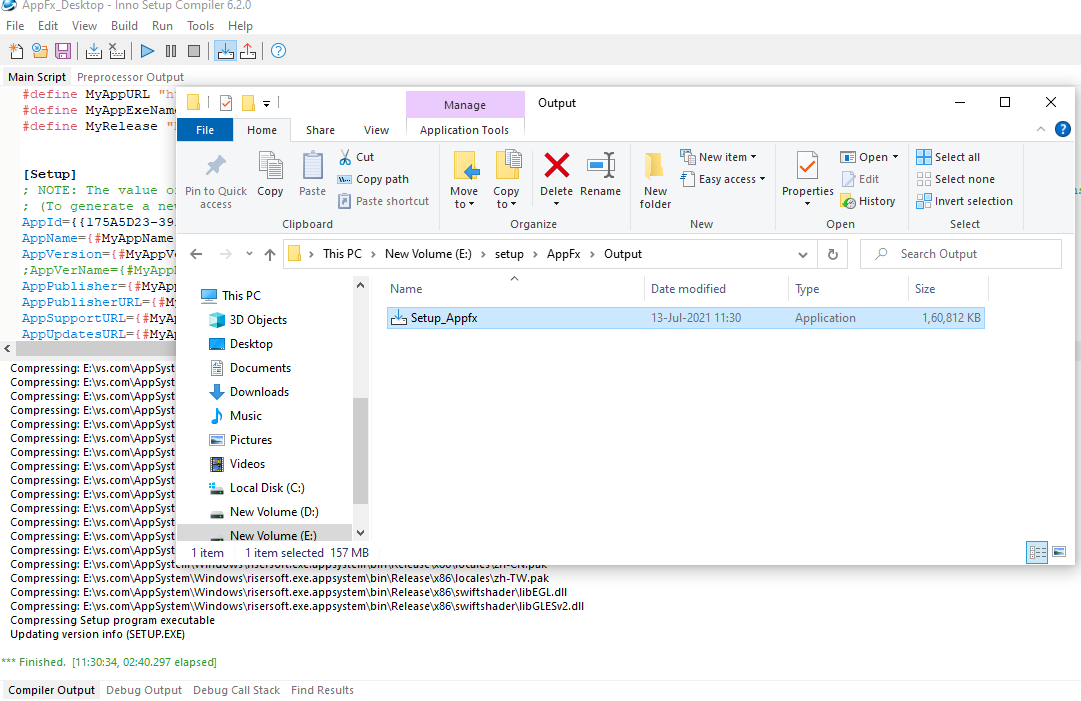 AppFx_Desktop - Inno Setup Compiler 6.2.0
File Edit View Build Run Tools Help
Main Script Preprocessor Output
#define MyAppURL "h
#define MyAppExeName
#define MyRelease "
[Setup]
; NOTE: The value o
; (To generate a ne
AppId={{175A5D23-39
AppName={#MyAppName
AppVersion={#MyAppVe
;AppVerName={#MyAppN
AppPublisher={#MyApp
AppPublisherURL={#My
AppSupportURL={#MyAp
AppUpdatesURL={#MyAp
Manage
Output
File Home Share View Application Tools
Pin to Quick access
Copy
Paste
Cut
Copy path
Paste shortcut
Clipboard
Move to
Copy to
Delete
Rename
Organize
New folder
New item
Easy access
New
Properties
Open
Edit
History
Open
Select all
Select none
Invert selection
Select
This PC > New Volume (E:) > setup > AppFx > Output
Search Output
This PC
3D Objects
Desktop
Documents
Downloads
Music
Pictures
Videos
Local Disk (C:)
New Volume (D:)
New Volume (E:)
Name Date modified Type Size
Setup_Appfx 13-Jul-2021 11:30 Application 1,60,812 KB
1 item 1 item selected 157 MB
Compressing: E:\vs.com\AppSyst
Compressing: E:\vs.com\AppSyst
Compressing: E:\vs.com\AppSyst
Compressing: E:\vs.com\AppSyst
Compressing: E:\vs.com\AppSyst
Compressing: E:\vs.com\AppSyst
Compressing: E:\vs.com\AppSyst
Compressing: E:\vs.com\AppSyst
Compressing: E:\vs.com\AppSyst
Compressing: E:\vs.com\AppSyst
Compressing: E:\vs.com\AppSyst
Compressing: E:\vs.com\AppSyst
Compressing: E:\vs.com\AppSyst
Compressing: E:\vs.com\AppSyst
Compressing: E:\vs.com\AppSystem\Windows\risersoft.exe.appsystem\bin\Release\x86\locales\zh-CN.pak
Compressing: E:\vs.com\AppSystem\Windows\risersoft.exe.appsystem\bin\Release\x86\locales\zh-TW.pak
Compressing: E:\vs.com\AppSystem\Windows\risersoft.exe.appsystem\bin\Release\x86\swiftshader\libEGL.dll
Compressing: E:\vs.com\AppSystem\Windows\risersoft.exe.appsystem\bin\Release\x86\swiftshader\libGLESv2.dll
Compressing Setup program executable
Updating version info (SETUP.EXE)
*** Finished. [11:30:34, 02:40.297 elapsed]
Compiler Output Debug Output Debug Call Stack Find Results